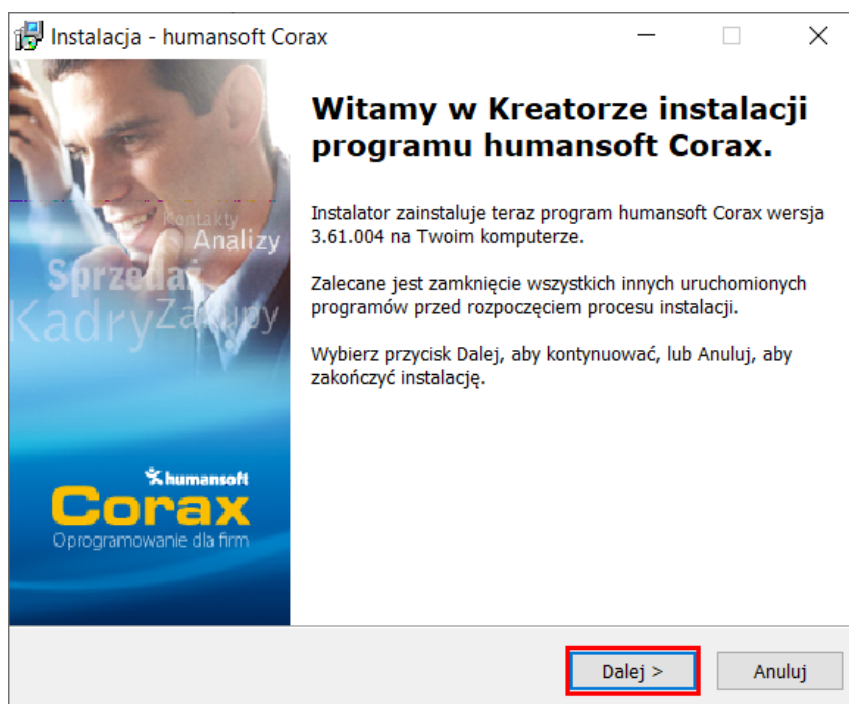 Instalacja - humansoft Corax
Witamy w Kreatorze instalacji
programu humansoft Corax.
Instalator zainstaluje teraz program humansoft Corax wersja
3.61.004 na Twoim komputerze.
Zalecane jest zamknięcie wszystkich innych uruchomionych
programów przed rozpoczęciem procesu instalacji.
Wybierz przycisk Dalej, aby kontynuować, lub Anuluj, aby
zakończyć instalację.
Kontakty
Analizy
Sprzedaż
Kadry Zakupy
humansoft
Corax
Oprogramowanie dla firm
Dalej >
Anuluj